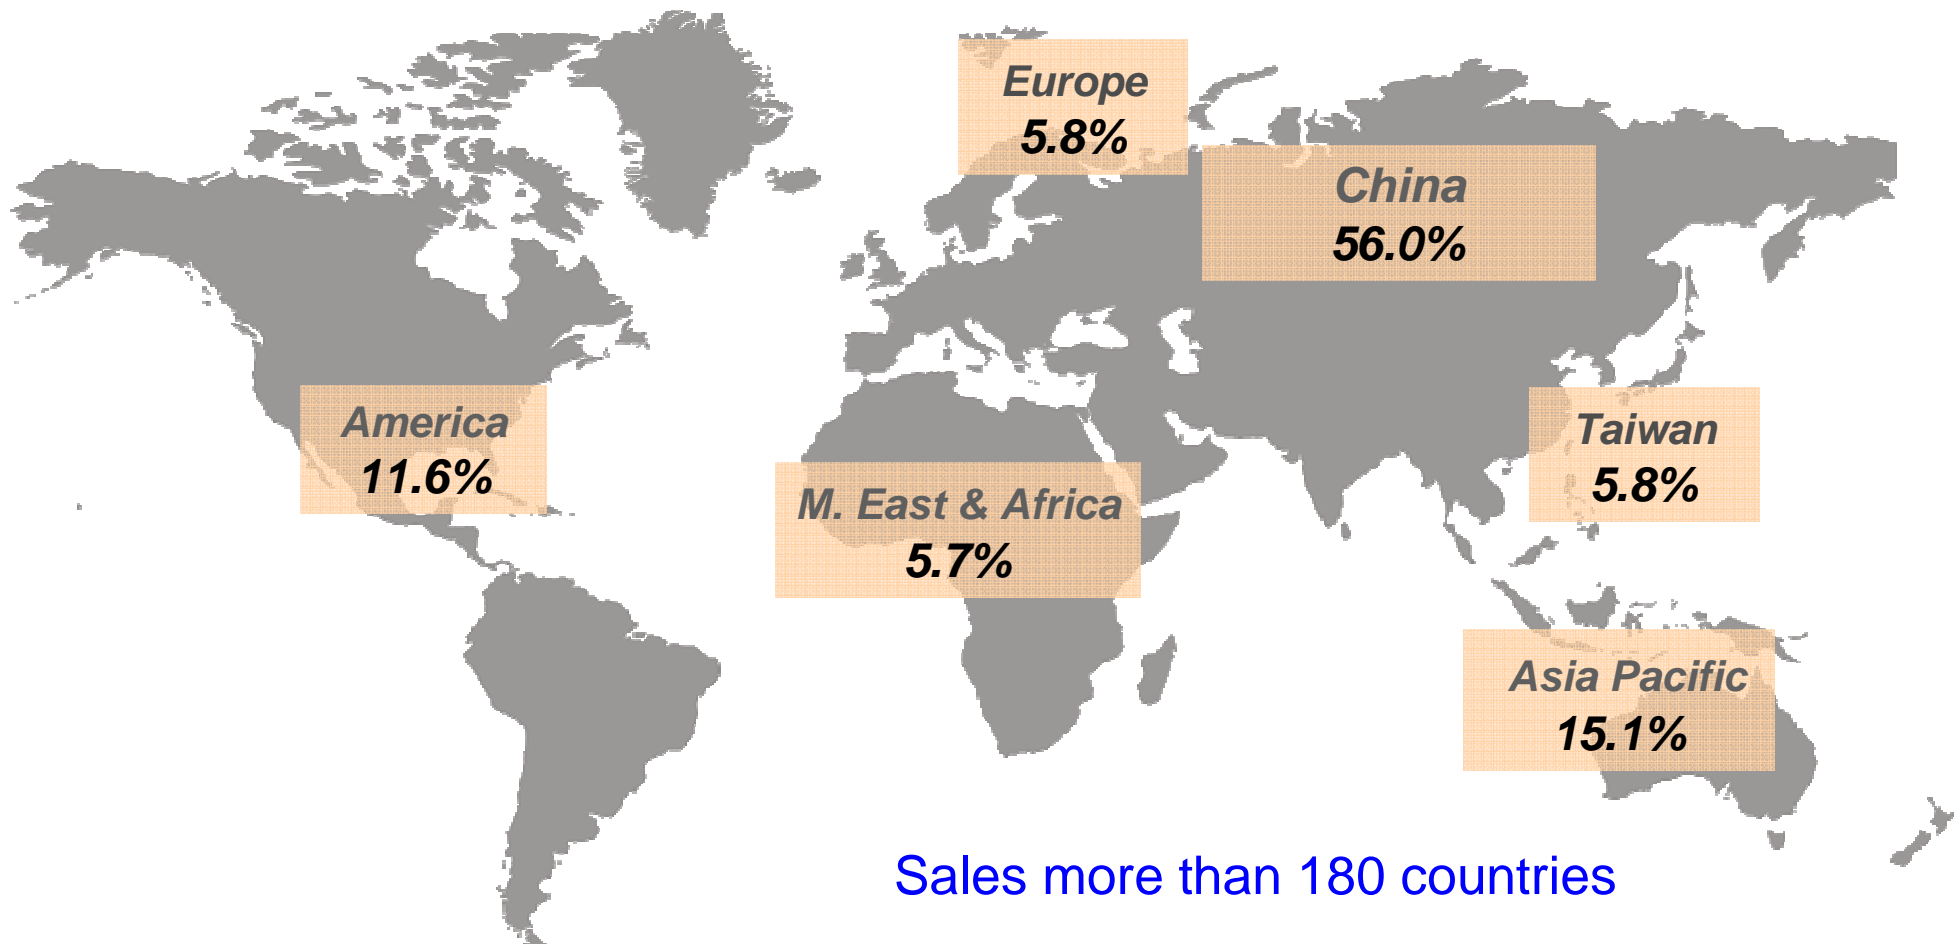 Europe
5.8%
China
56.0%
America
11.6%
Taiwan
5.8%
M. East & Africa
5.7%
Asia Pacific
15.1%
Sales more than 180 countries